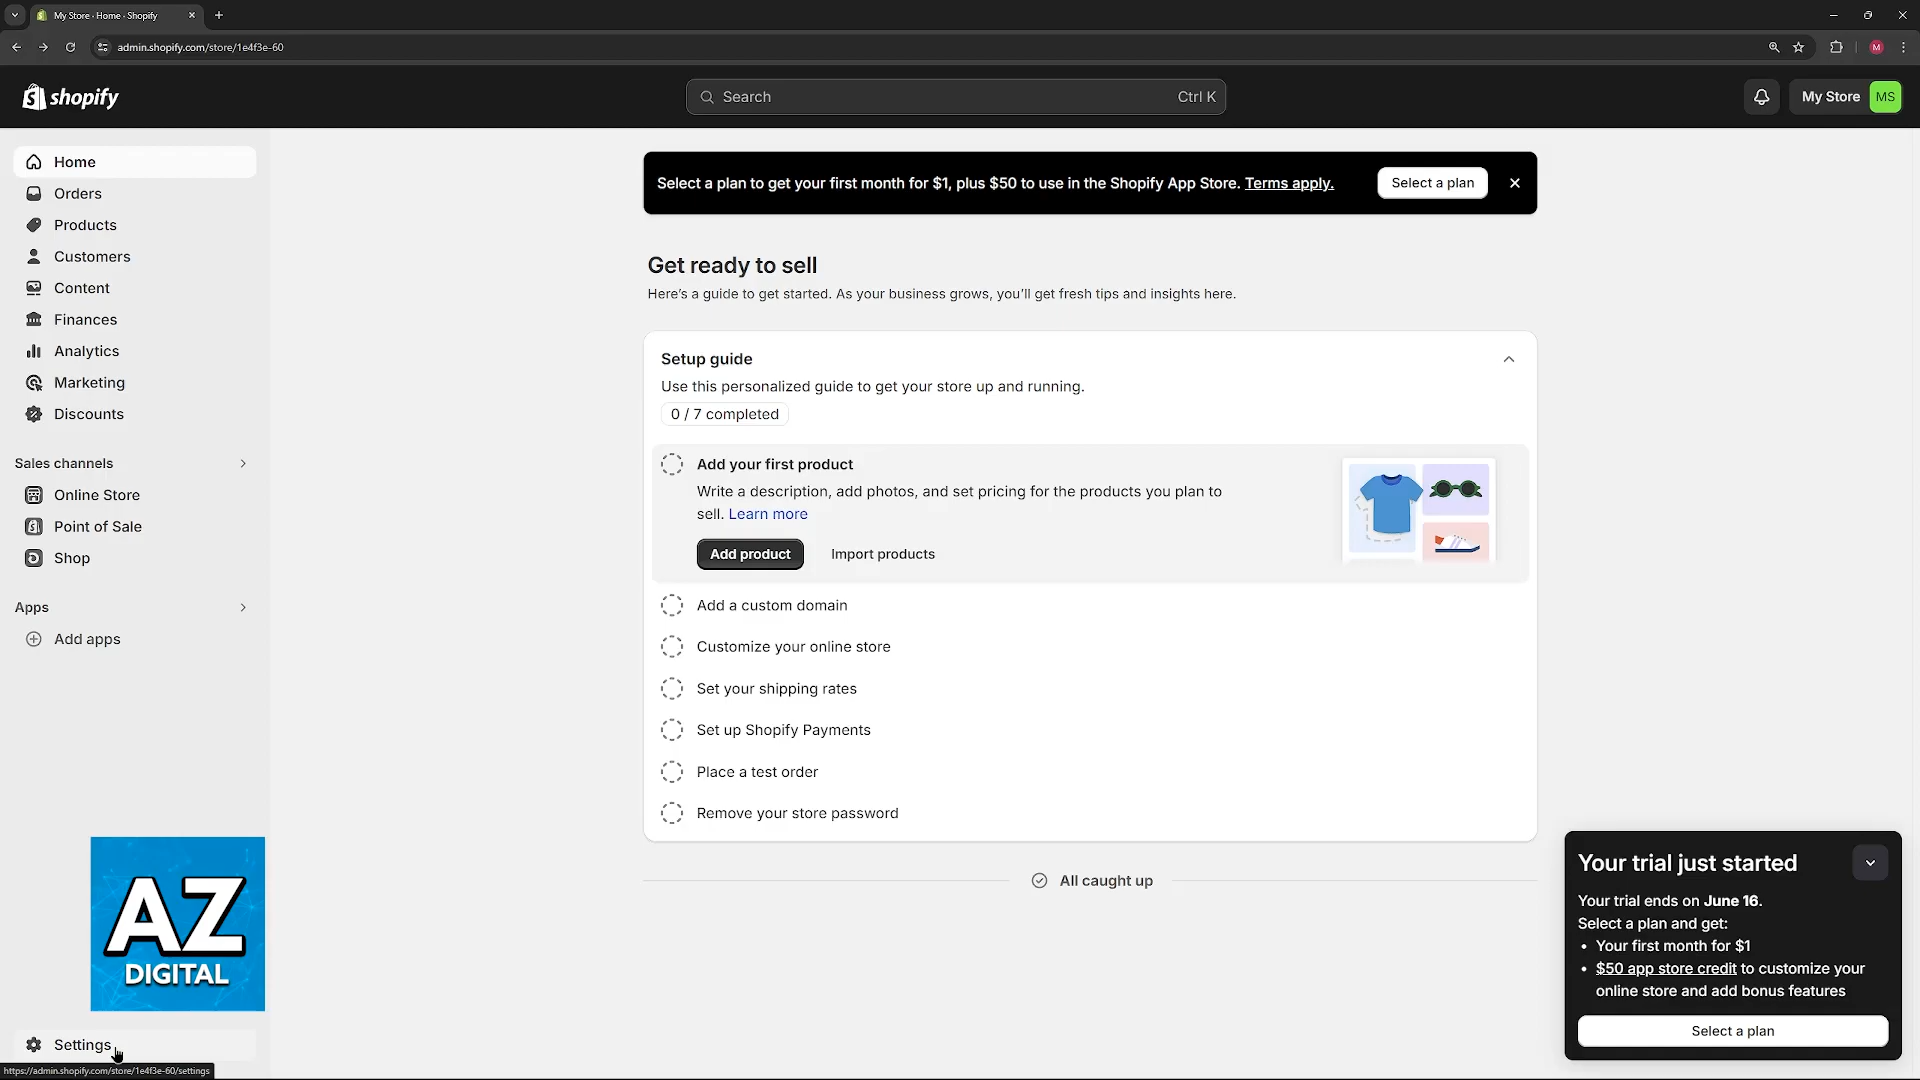 My Store · Home · Shopify
admin.shopify.com/store/1e4f3e-60
M
shopify
Search
Ctrl K
My Store
MS
Home
Orders
Products
Customers
Content
Finances
Analytics
Marketing
Discounts
Sales channels
Online Store
Point of Sale
Shop
Apps
Add apps
Select a plan to get your first month for $1, plus $50 to use in the Shopify App Store. Terms apply.
Select a plan
Get ready to sell
Here's a guide to get started. As your business grows, you'll get fresh tips and insights here.
Setup guide
Use this personalized guide to get your store up and running.
0 / 7 completed
Add your first product
Write a description, add photos, and set pricing for the products you plan to
sell. Learn more
Add product
Import products
Add a custom domain
Customize your online store
Set your shipping rates
Set up Shopify Payments
Place a test order
Remove your store password
All caught up
Your trial just started
Your trial ends on June 16.
Select a plan and get:
• Your first month for $1
• $50 app store credit to customize your
online store and add bonus features
Select a plan
AZ
DIGITAL
Settings
https://admin.shopify.com/store/1e4f3e-60/settings